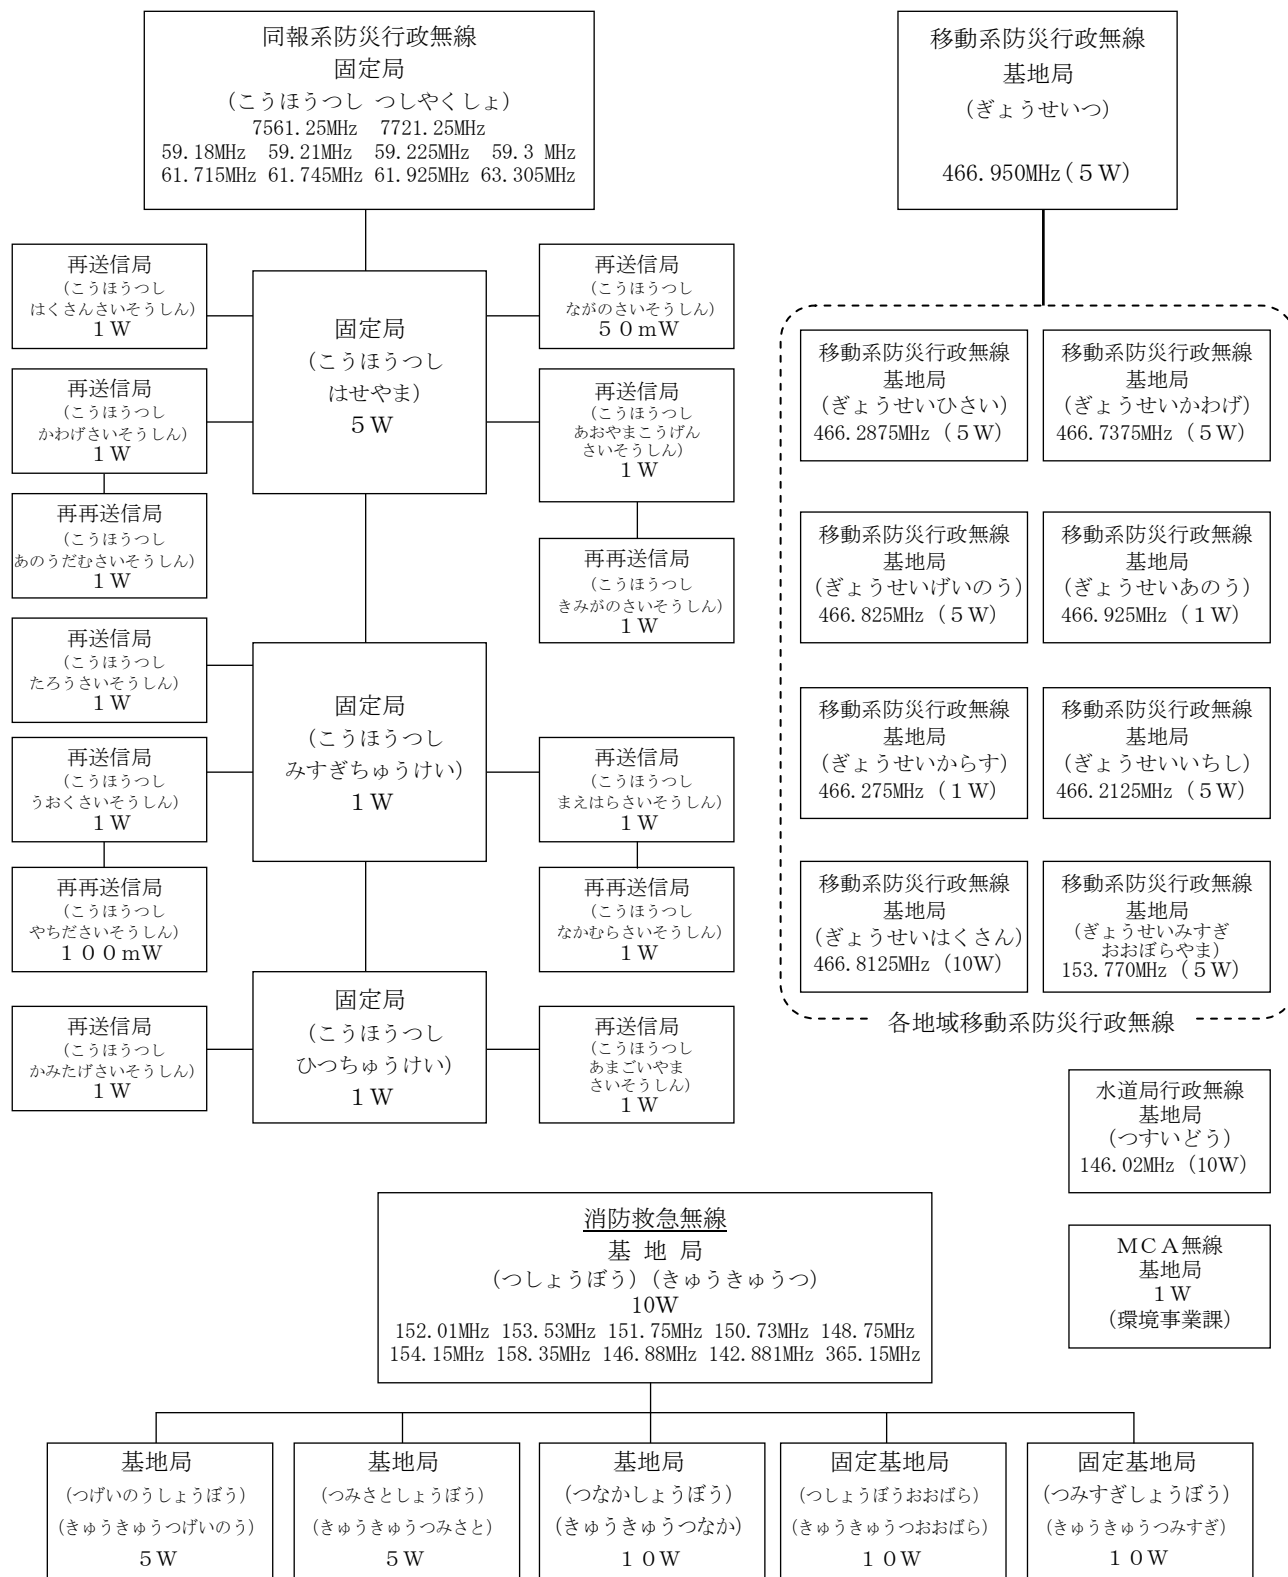 同報系防災行政無線
固定局
(こうほうつし つしやくしょ)
7561.25MHz 7721.25MHz
59.18MHz 59.21MHz 59.225MHz 59.3 MHz
61.715MHz 61.745MHz 61.925MHz 63.305MHz
移動系防災行政無線
基地局
(ぎょうせいつ)
466.950MHz(５W)
再送信局
(こうほうつし
はくさんさいそうしん)
１W
固定局
(こうほうつし
はせやま)
５W
再送信局
(こうほうつし
ながのさいそうしん)
５０mW
再送信局
(こうほうつし
かわげさいそうしん)
１W
再送信局
(こうほうつし
あおやまこうげん
さいそうしん)
１W
再再送信局
(こうほうつし
あのうだむさいそうしん)
１W
再再送信局
(こうほうつし
きみがのさいそうしん)
１W
再送信局
(こうほうつし
たろうさいそうしん)
１W
固定局
(こうほうつし
みすぎちゅうけい)
１W
再送信局
(こうほうつし
うおくさいそうしん)
１W
再送信局
(こうほうつし
まえはらさいそうしん)
１W
再再送信局
(こうほうつし
やちださいそうしん)
１００mW
再再送信局
(こうほうつし
なかむらさいそうしん)
１W
再送信局
(こうほうつし
かみたげさいそうしん)
１W
固定局
(こうほうつし
ひつちゅうけい)
１W
再送信局
(こうほうつし
あまごいやま
さいそうしん)
１W
移動系防災行政無線
基地局
(ぎょうせいひさい)
466.2875MHz (５W)
移動系防災行政無線
基地局
(ぎょうせいかわげ)
466.7375MHz (５W)
移動系防災行政無線
基地局
(ぎょうせいげいのう)
466.825MHz (５W)
移動系防災行政無線
基地局
(ぎょうせいあのう)
466.925MHz (１W)
移動系防災行政無線
基地局
(ぎょうせいからす)
466.275MHz (１W)
移動系防災行政無線
基地局
(ぎょうせいいちし)
466.2125MHz (５W)
移動系防災行政無線
基地局
(ぎょうせいはくさん)
466.8125MHz (10W)
移動系防災行政無線
基地局
(ぎょうせいみすぎ
おおぼらやま)
153.770MHz (５W)
各地域移動系防災行政無線
水道局行政無線
基地局
(つすいどう)
146.02MHz (10W)
MCA無線
基地局
１W
(環境事業課)
消防救急無線
基 地 局
(つしょうぼう)(きゅうきゅうつ)
10W
152.01MHz 153.53MHz 151.75MHz 150.73MHz 148.75MHz
154.15MHz 158.35MHz 146.88MHz 142.881MHz 365.15MHz
基地局
(つげいのうしょうぼう)
(きゅうきゅうつげいのう)
５W
基地局
(つみさとしょうぼう)
(きゅうきゅうつみさと)
５W
基地局
(つなかしょうぼう)
(きゅうきゅうつなか)
１０W
固定基地局
(つしょうぼうおおばら)
(きゅうきゅうつおおばら)
１０W
固定基地局
(つみすぎしょうぼう)
(きゅうきゅうつみすぎ)
１０W